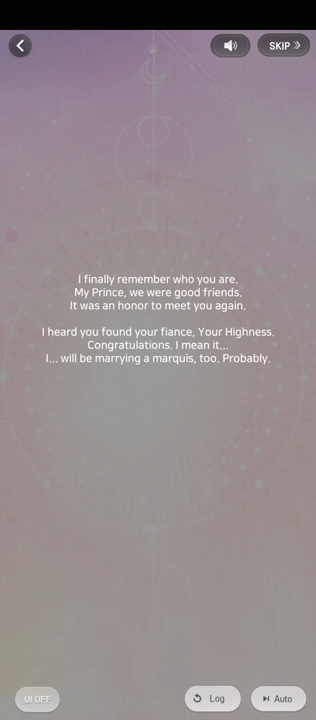 SKIP
I finally remember who you are.
My Prince, we were good friends.
It was an honor to meet you again.
I heard you found your fiance, Your Highness.
Congratulations. I mean it...
I... will be marrying a marquis, too. Probably.
UI OFF
Log
Auto